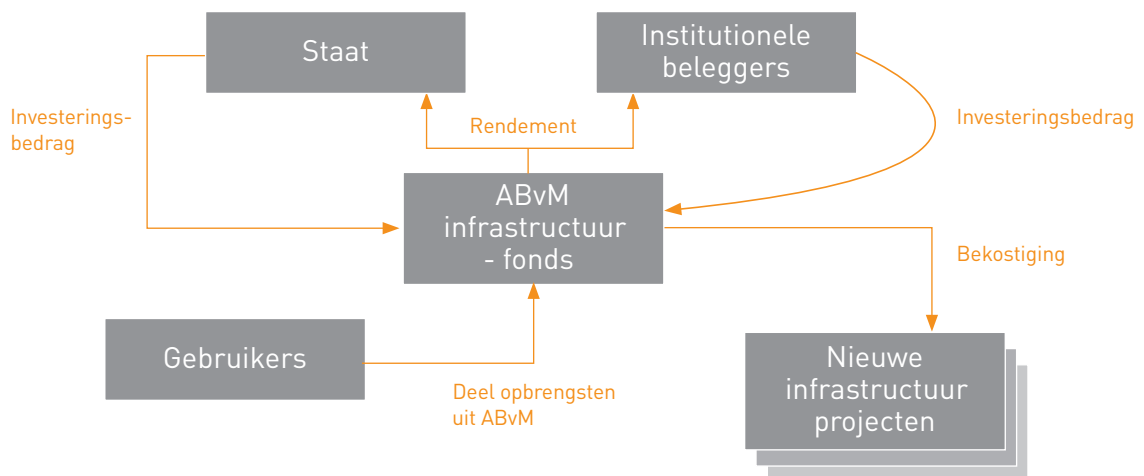 Staat
Institutionele
beleggers
Investerings-
bedrag
Rendement
Investeringsbedrag
ABvM
infrastructuur
- fonds
Bekostiging
Gebruikers
Deel opbrengsten
uit ABvM
Nieuwe
infrastructuur
projecten